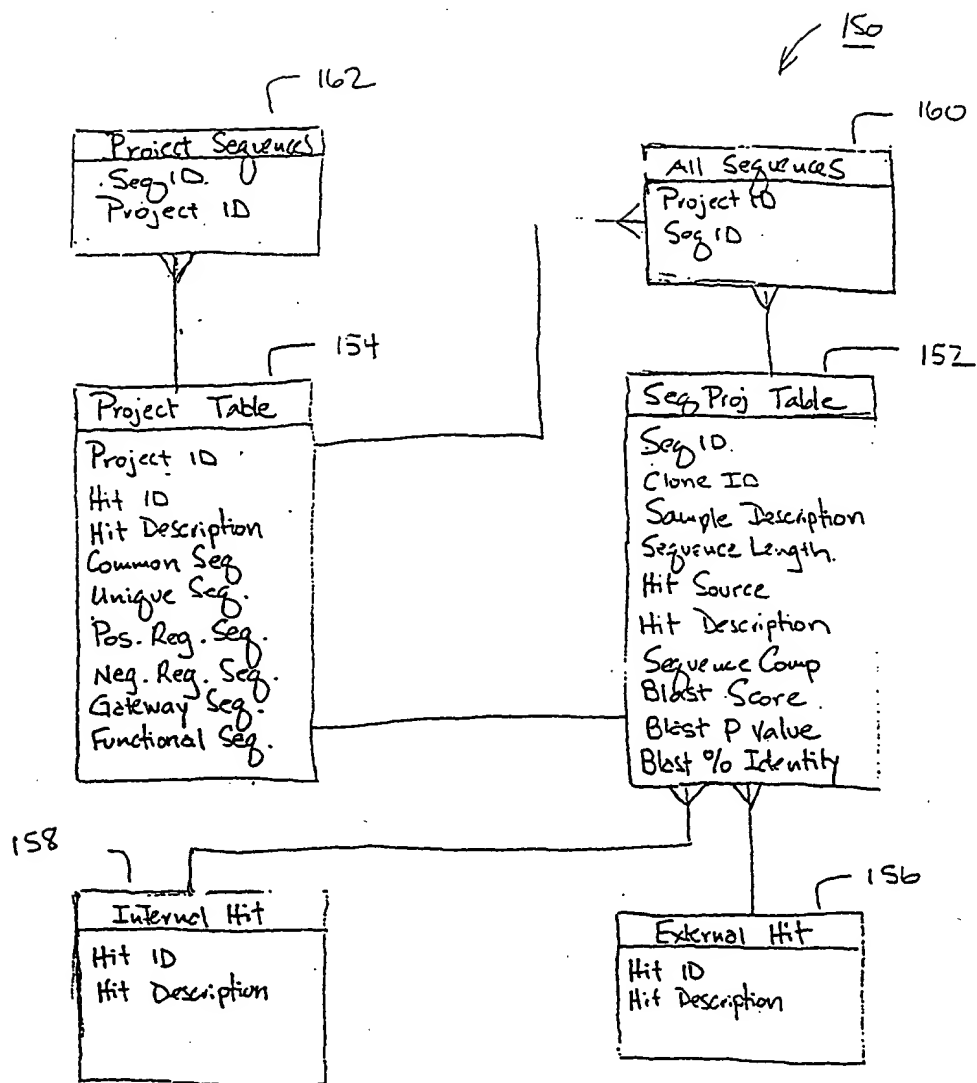 150
162
Project Sequences
Seq ID.
Project ID
160
All Sequences
Project ID
Seq ID
154
Project Table
Project ID
Hit ID
Hit Description
Common Seq
Unique Seq.
Pos. Reg. Seq.
Neg. Reg. Seq.
Gateway Seq.
Functional Seq.
152
Seq Proj Table
Seq ID.
Clone ID
Sample Description
Sequence Length.
Hit Source
Hit Description
Sequence Comp
Blast Score
Blast P Value
Blast % Identity
158
Internal Hit
Hit ID
Hit Description
156
External Hit
Hit ID
Hit Description